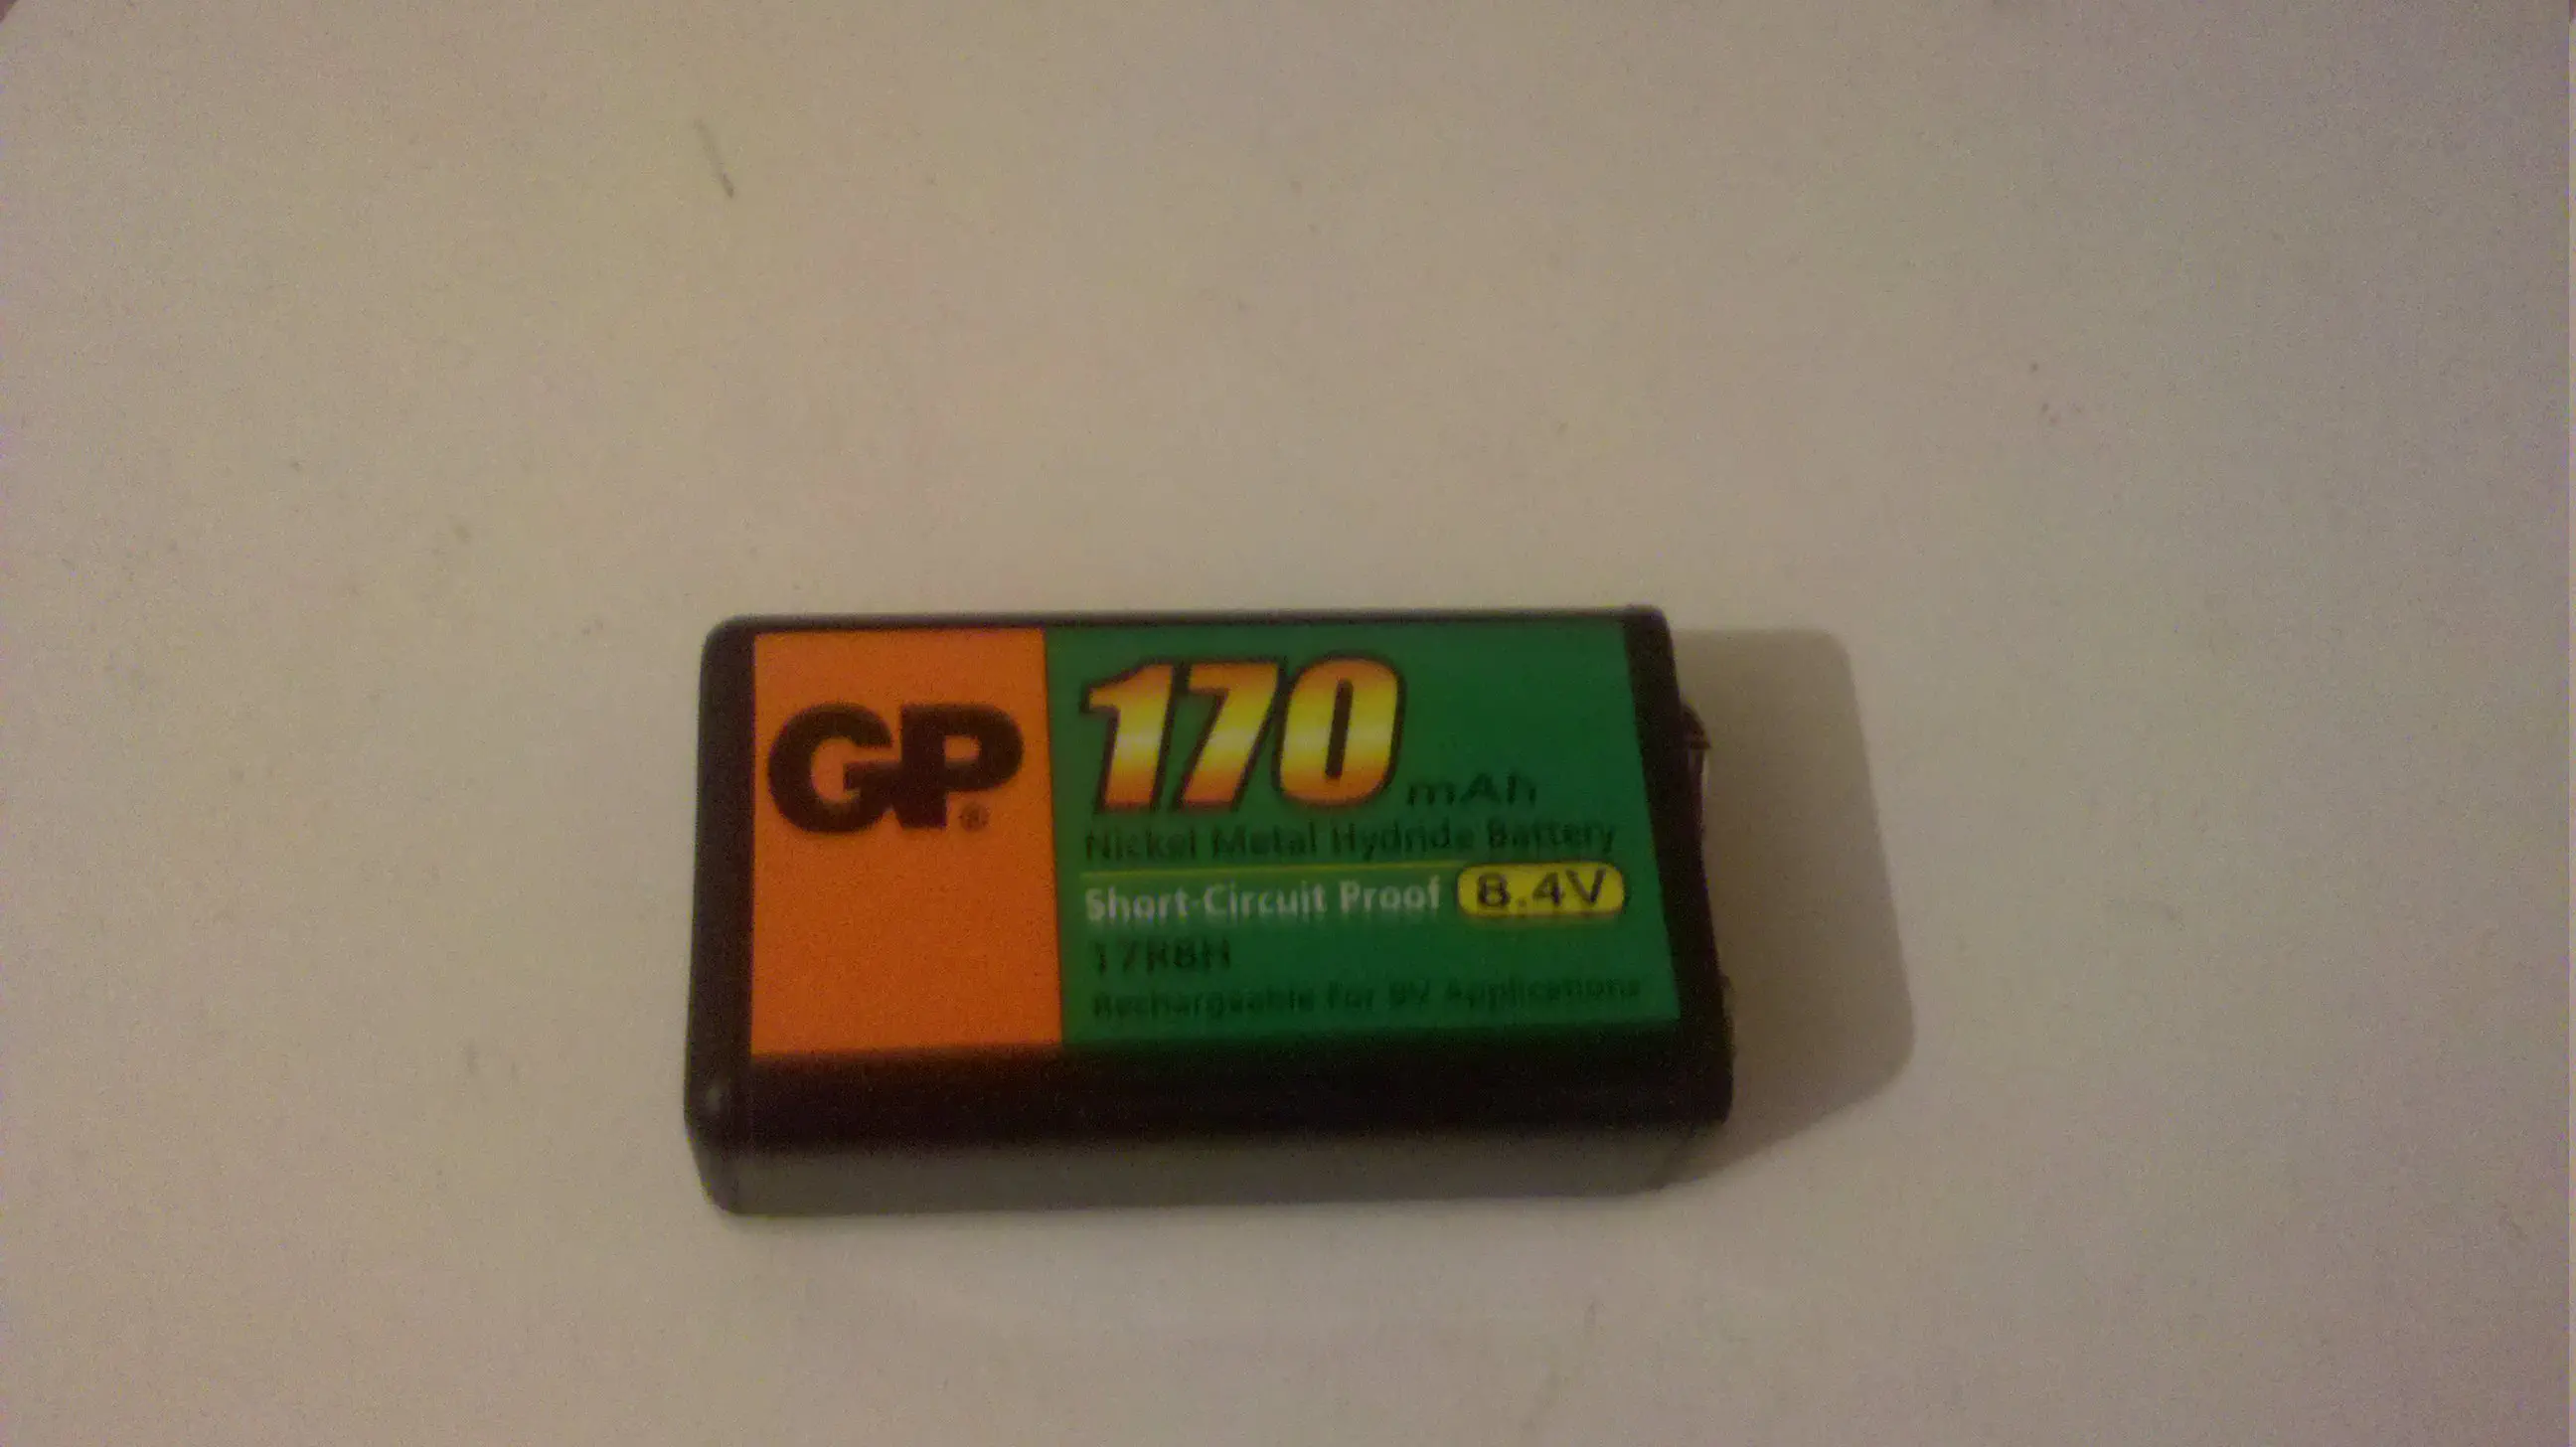 GP®
170 mAh
Nickel Metal Hydride Battery
Short-Circuit Proof 8.4V
17R8H
Rechargeable For 9V Applications